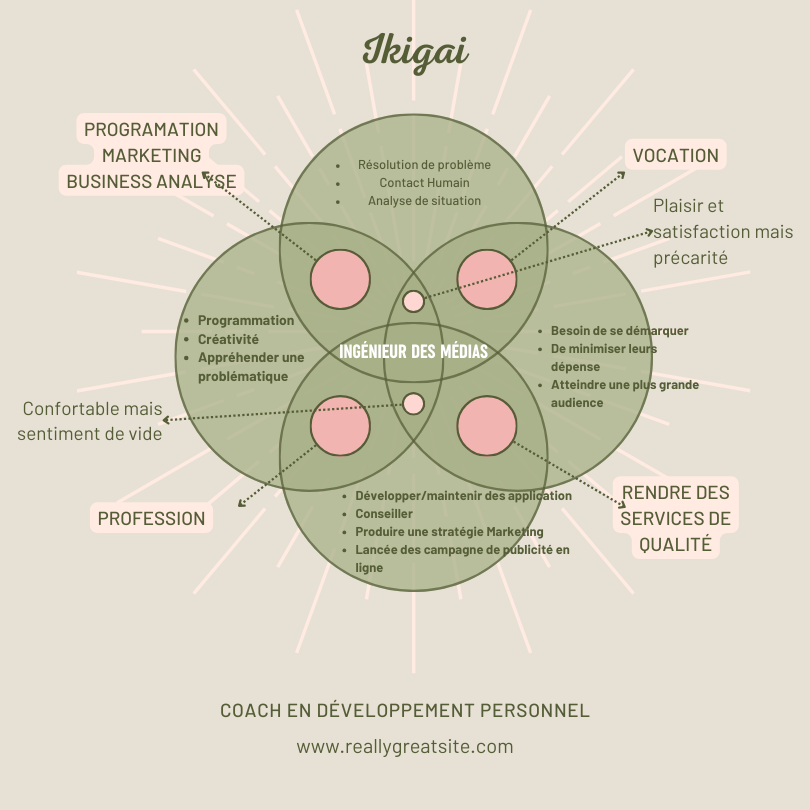 Ikigai
PROGRAMATION
MARKETING
BUSINESS ANALYSE
VOCATION
Résolution de problème
Contact Humain
Analyse de situation
Plaisir et
satisfaction mais
précarité
Programmation
Créativité
Appréhender une
problématique
INGÉNIEUR DES MÉDIAS
Besoin de se démarquer
De minimiser leurs
dépense
Atteindre une plus grande
audience
Confortable mais
sentiment de vide
PROFESSION
Développer/maintenir des application
Conseiller
Produire une stratégie Marketing
Lancée des campagne de publicité en
ligne
RENDRE DES
SERVICES DE
QUALITÉ
COACH EN DÉVELOPPEMENT PERSONNEL
www.reallygreatsite.com